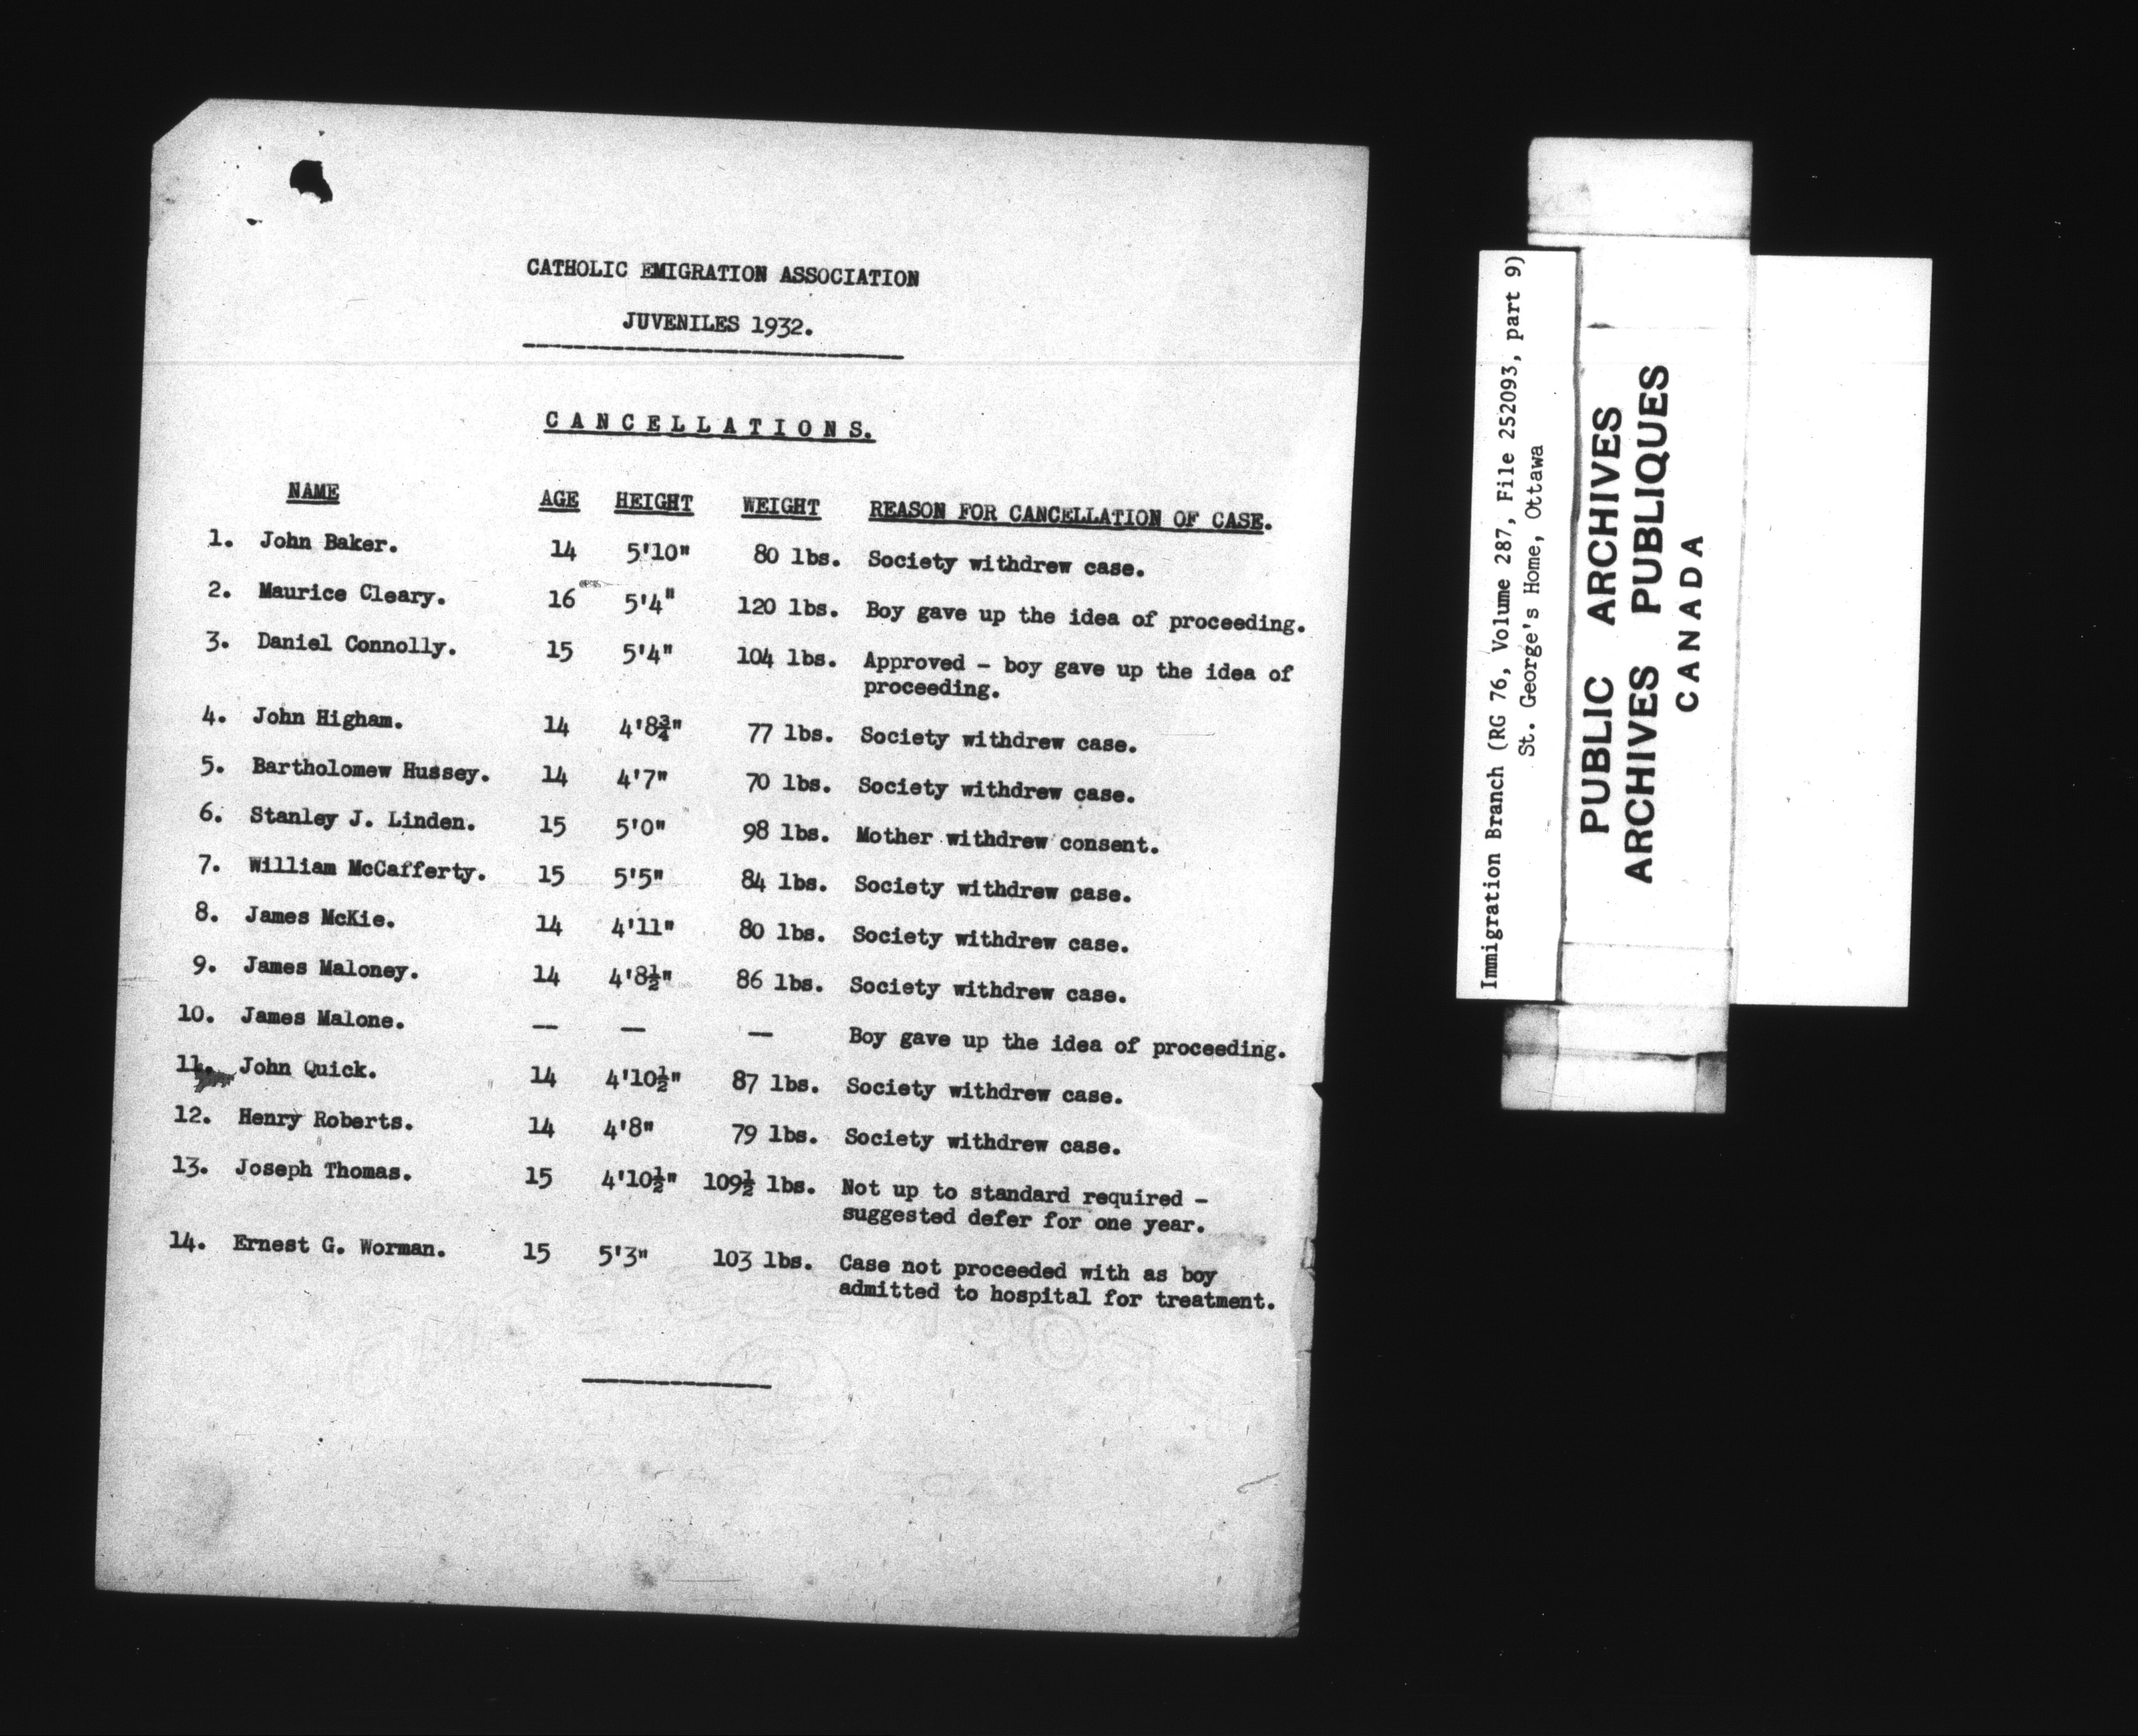 CATHOLIC EMIGRATION ASSOCIATION
JUVENILES 1932.
CANCELLATIONS.
NAME AGE HEIGHT WEIGHT REASON FOR CANCELLATION OF CASE.
1. John Baker. 14 5'10" 80 lbs. Society withdrew case.
2. Maurice Cleary. 16 5'4" 120 lbs. Boy gave up the idea of proceeding.
3. Daniel Connolly. 15 5'4" 104 lbs. Approved - boy gave up the idea of
proceeding.
4. John Higham. 14 4'8¾" 77 lbs. Society withdrew case.
5. Bartholomew Hussey. 14 4'7" 70 lbs. Society withdrew case.
6. Stanley J. Linden. 15 5'0" 98 lbs. Mother withdrew consent.
7. William McCafferty. 15 5'5" 84 lbs. Society withdrew case.
8. James McKie. 14 4'11" 80 lbs. Society withdrew case.
9. James Maloney. 14 4'8½" 86 lbs. Society withdrew case.
10. James Malone. — — — Boy gave up the idea of proceeding.
11. John Quick. 14 4'10½" 87 lbs. Society withdrew case.
12. Henry Roberts. 14 4'8" 79 lbs. Society withdrew case.
13. Joseph Thomas. 15 4'10½" 109½ lbs. Not up to standard required -
suggested defer for one year.
14. Ernest G. Worman. 15 5'3" 103 lbs. Case not proceeded with as boy
admitted to hospital for treatment.
Immigration Branch (RG 76, Volume 287, File 252093, part 9)
St. George's Home, Ottawa
PUBLIC ARCHIVES
ARCHIVES PUBLIQUES
CANADA